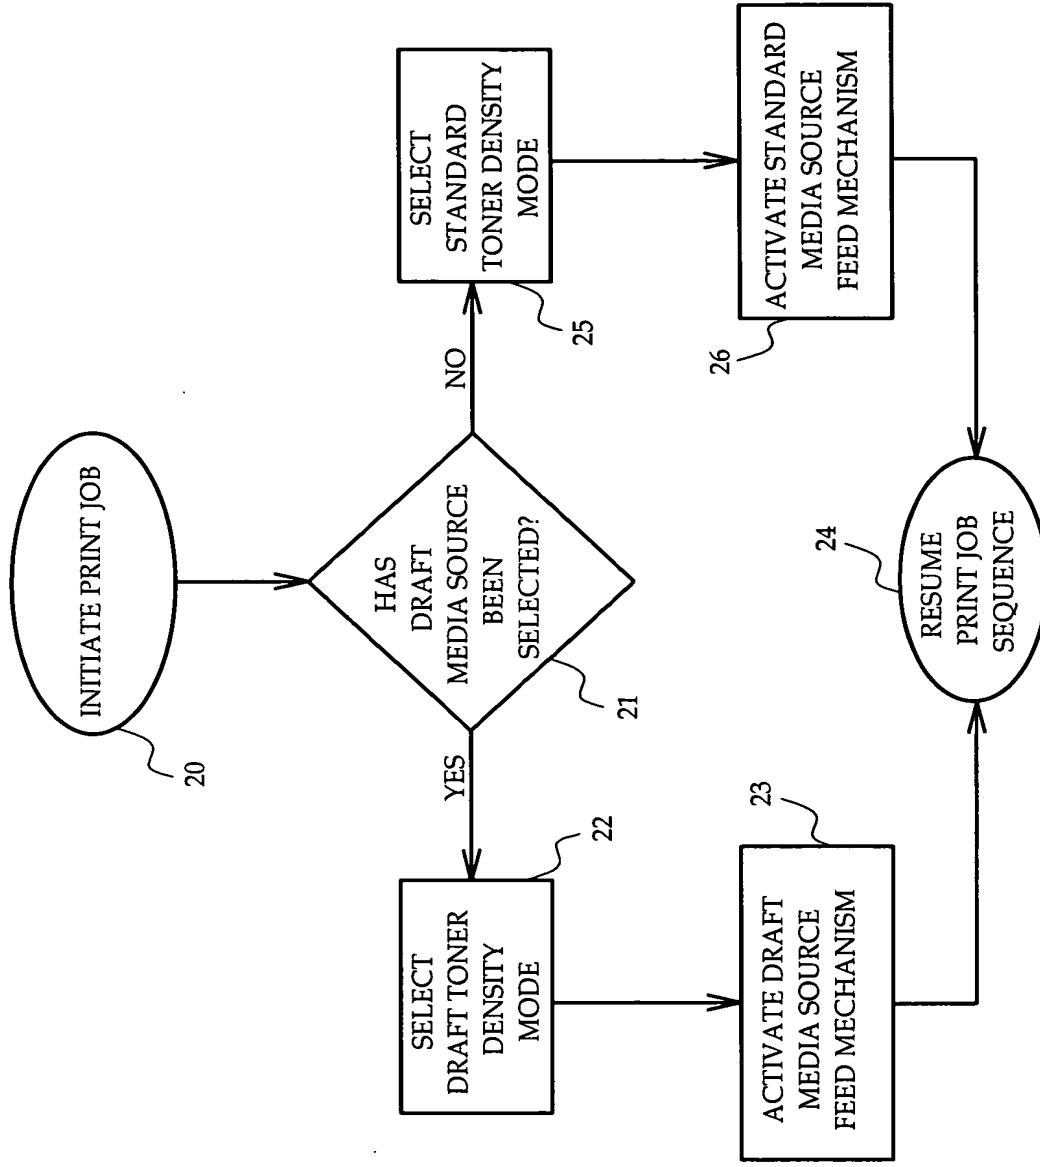 INITIATE PRINT JOB
20
HAS
DRAFT
MEDIA SOURCE
BEEN
SELECTED?
21
YES
NO
SELECT
DRAFT TONER
DENSITY
MODE
22
SELECT
STANDARD
TONER DENSITY
MODE
25
ACTIVATE DRAFT
MEDIA SOURCE
FEED MECHANISM
23
ACTIVATE STANDARD
MEDIA SOURCE
FEED MECHANISM
26
RESUME
PRINT JOB
SEQUENCE
24